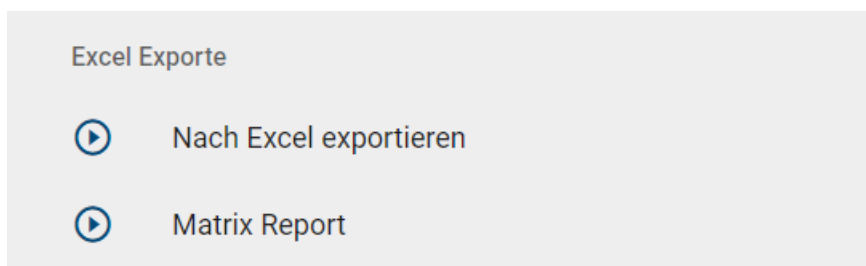 Excel Exporte
Nach Excel exportieren
Matrix Report